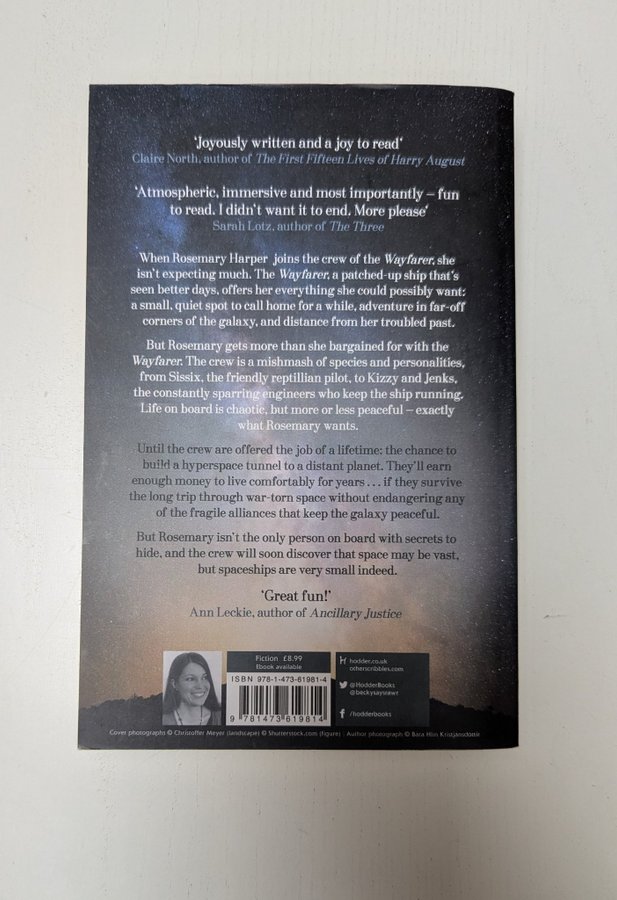 ‘Joyously written and a joy to read‘
Claire North, author of The First Fifteen Lives of Harry August
‘Atmospheric, immersive and most importantly – fun
to read. I didn’t want it to end. More please‘
Sarah Lotz, author of The Three
When Rosemary Harper joins the crew of the Wayfarer, she
isn’t expecting much. The Wayfarer, a patched-up ship that’s
seen better days, offers her everything she could possibly want:
a small, quiet spot to call home for a while, adventure in far-off
corners of the galaxy, and distance from her troubled past.
But Rosemary gets more than she bargained for with the
Wayfarer. The crew is a mishmash of species and personalities,
from Sissix, the friendly reptillian pilot, to Kizzy and Jenks,
the constantly sparring engineers who keep the ship running.
Life on board is chaotic, but more or less peaceful – exactly
what Rosemary wants.
Until the crew are offered the job of a lifetime: the chance to
build a hyperspace tunnel to a distant planet. They’ll earn
enough money to live comfortably for years . . . if they survive
the long trip through war-torn space without endangering any
of the fragile alliances that keep the galaxy peaceful.
But Rosemary isn’t the only person on board with secrets to
hide, and the crew will soon discover that space may be vast,
but spaceships are very small indeed.
‘Great fun!’
Ann Leckie, author of Ancillary Justice
Fiction £8.99
Ebook available
ISBN 978-1-473-61981-4
9 781473 619814
hodder.co.uk
otherscribbles.com
@HodderBooks
@beckysaysrawr
/hodderbooks
Cover photographs © Christoffer Meyer (landscape) © Shutterstock.com (figure) Author photograph © Bara Hlin Kristjansdottir